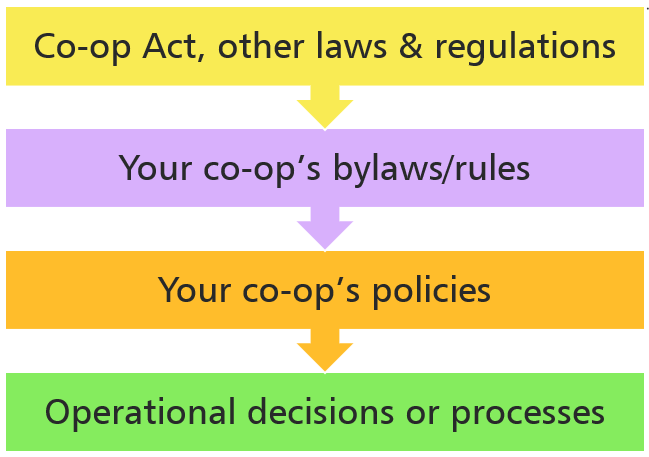 Co-op Act, other laws & regulations
Your co-op’s bylaws/rules
Your co-op’s policies
Operational decisions or processes